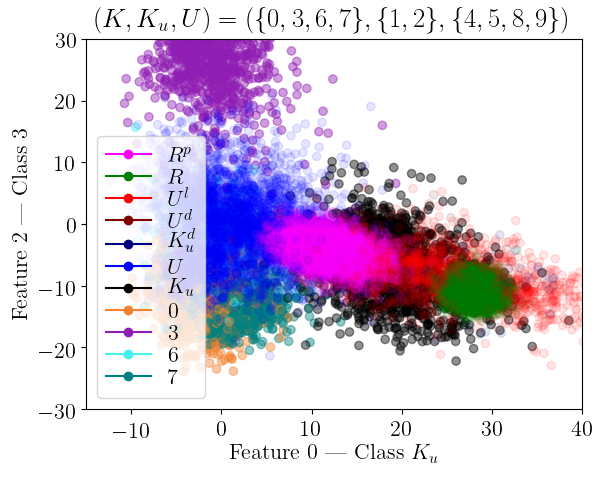 (K, K_u, U) = ({0, 3, 6, 7}, {1, 2}, {4, 5, 8, 9})
30
20
10
0
−10
−20
−30
Feature 2 — Class 3
R^p
R
U^l
U^d
K_u^d
U
K_u
0
3
6
7
−10
0
10
20
30
40
Feature 0 — Class K_u